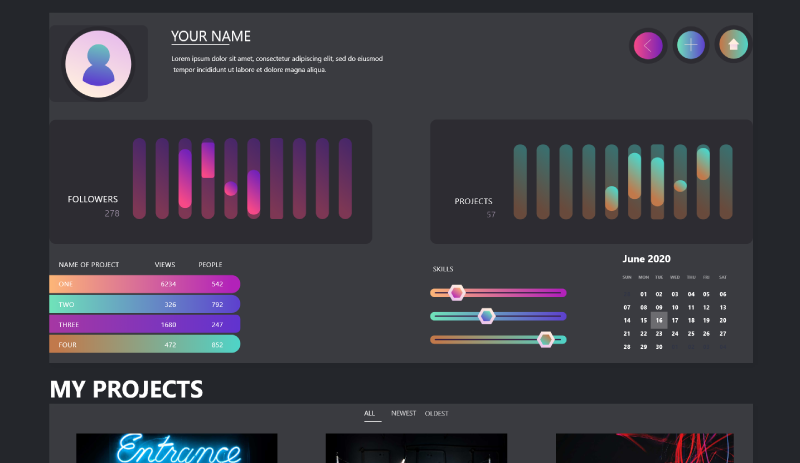 YOUR NAME
Lorem ipsum dolor sit amet, consectetur adipiscing elit, sed do eiusmod
tempor incididunt ut labore et dolore magna aliqua.
FOLLOWERS
278
PROJECTS
57
NAME OF PROJECT VIEWS PEOPLE
ONE 6234 542
TWO 326 792
THREE 1680 247
FOUR 472 852
SKILLS
June 2020
SUN MON TUE WED THU FRI SAT
01 02 03 04 05 06
07 08 09 10 11 12 13
14 15 16 17 18 19 20
21 22 23 24 25 26 27
28 29 30
MY PROJECTS
ALL NEWEST OLDEST
Entrance